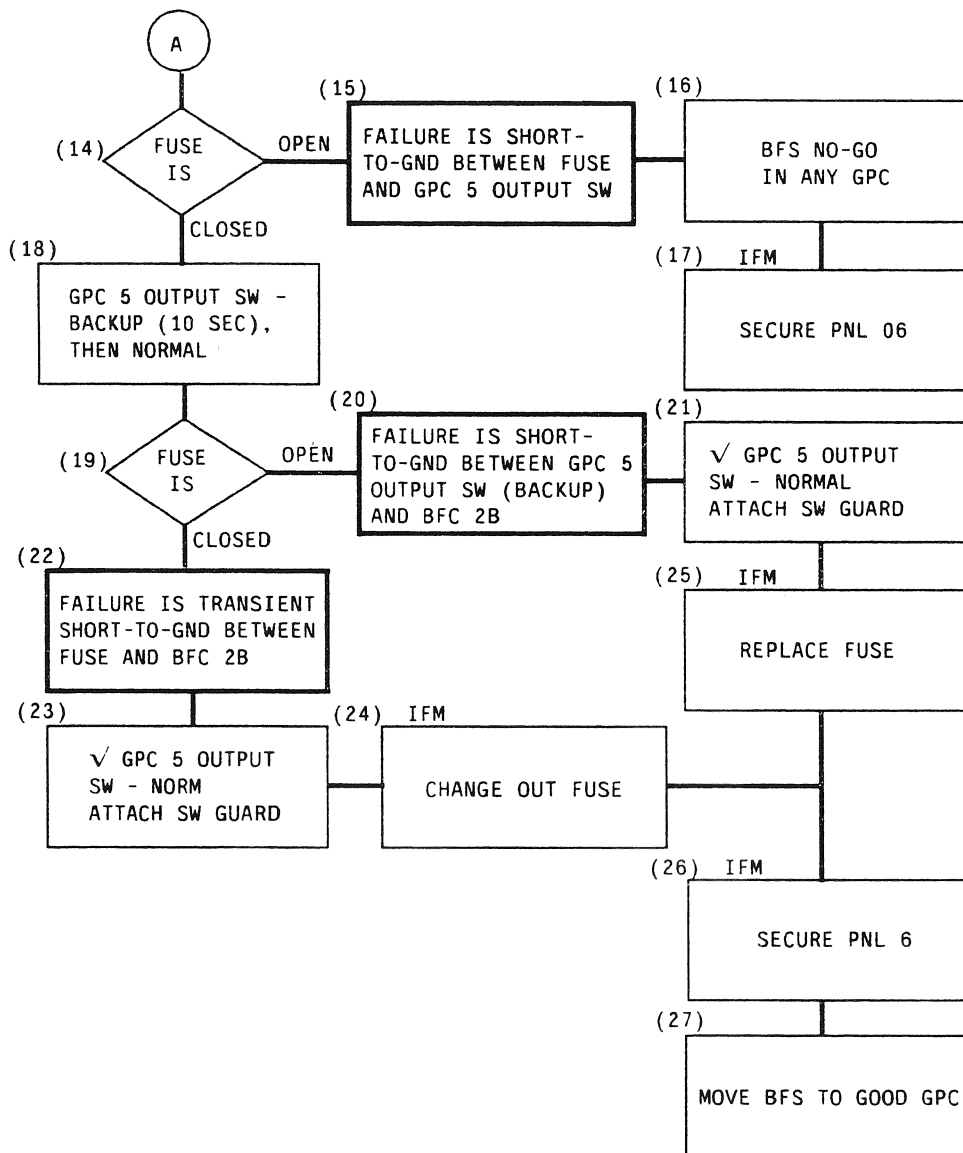 A
(14)
FUSE
IS
OPEN
CLOSED
(15)
FAILURE IS SHORT-
TO-GND BETWEEN FUSE
AND GPC 5 OUTPUT SW
(16)
BFS NO-GO
IN ANY GPC
(17) IFM
SECURE PNL 06
(18)
GPC 5 OUTPUT SW -
BACKUP (10 SEC),
THEN NORMAL
(19)
FUSE
IS
OPEN
CLOSED
(20)
FAILURE IS SHORT-
TO-GND BETWEEN GPC 5
OUTPUT SW (BACKUP)
AND BFC 2B
(21)
√ GPC 5 OUTPUT
SW - NORMAL
ATTACH SW GUARD
(22)
FAILURE IS TRANSIENT
SHORT-TO-GND BETWEEN
FUSE AND BFC 2B
(25) IFM
REPLACE FUSE
(23)
√ GPC 5 OUTPUT
SW - NORM
ATTACH SW GUARD
(24) IFM
CHANGE OUT FUSE
(26) IFM
SECURE PNL 6
(27)
MOVE BFS TO GOOD GPC